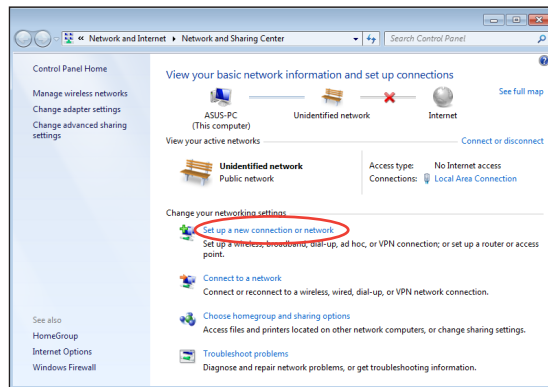 « Network and Internet ▸ Network and Sharing Center
Search Control Panel
Control Panel Home
Manage wireless networks
Change adapter settings
Change advanced sharing
settings
See also
HomeGroup
Internet Options
Windows Firewall
View your basic network information and set up connections
See full map
ASUS-PC
(This computer)
Unidentified network
Internet
View your active networks
Connect or disconnect
Unidentified network
Public network
Access type: No Internet access
Connections: Local Area Connection
Change your networking settings
Set up a new connection or network
Set up a wireless, broadband, dial-up, ad hoc, or VPN connection; or set up a router or access
point.
Connect to a network
Connect or reconnect to a wireless, wired, dial-up, or VPN network connection.
Choose homegroup and sharing options
Access files and printers located on other network computers, or change sharing settings.
Troubleshoot problems
Diagnose and repair network problems, or get troubleshooting information.